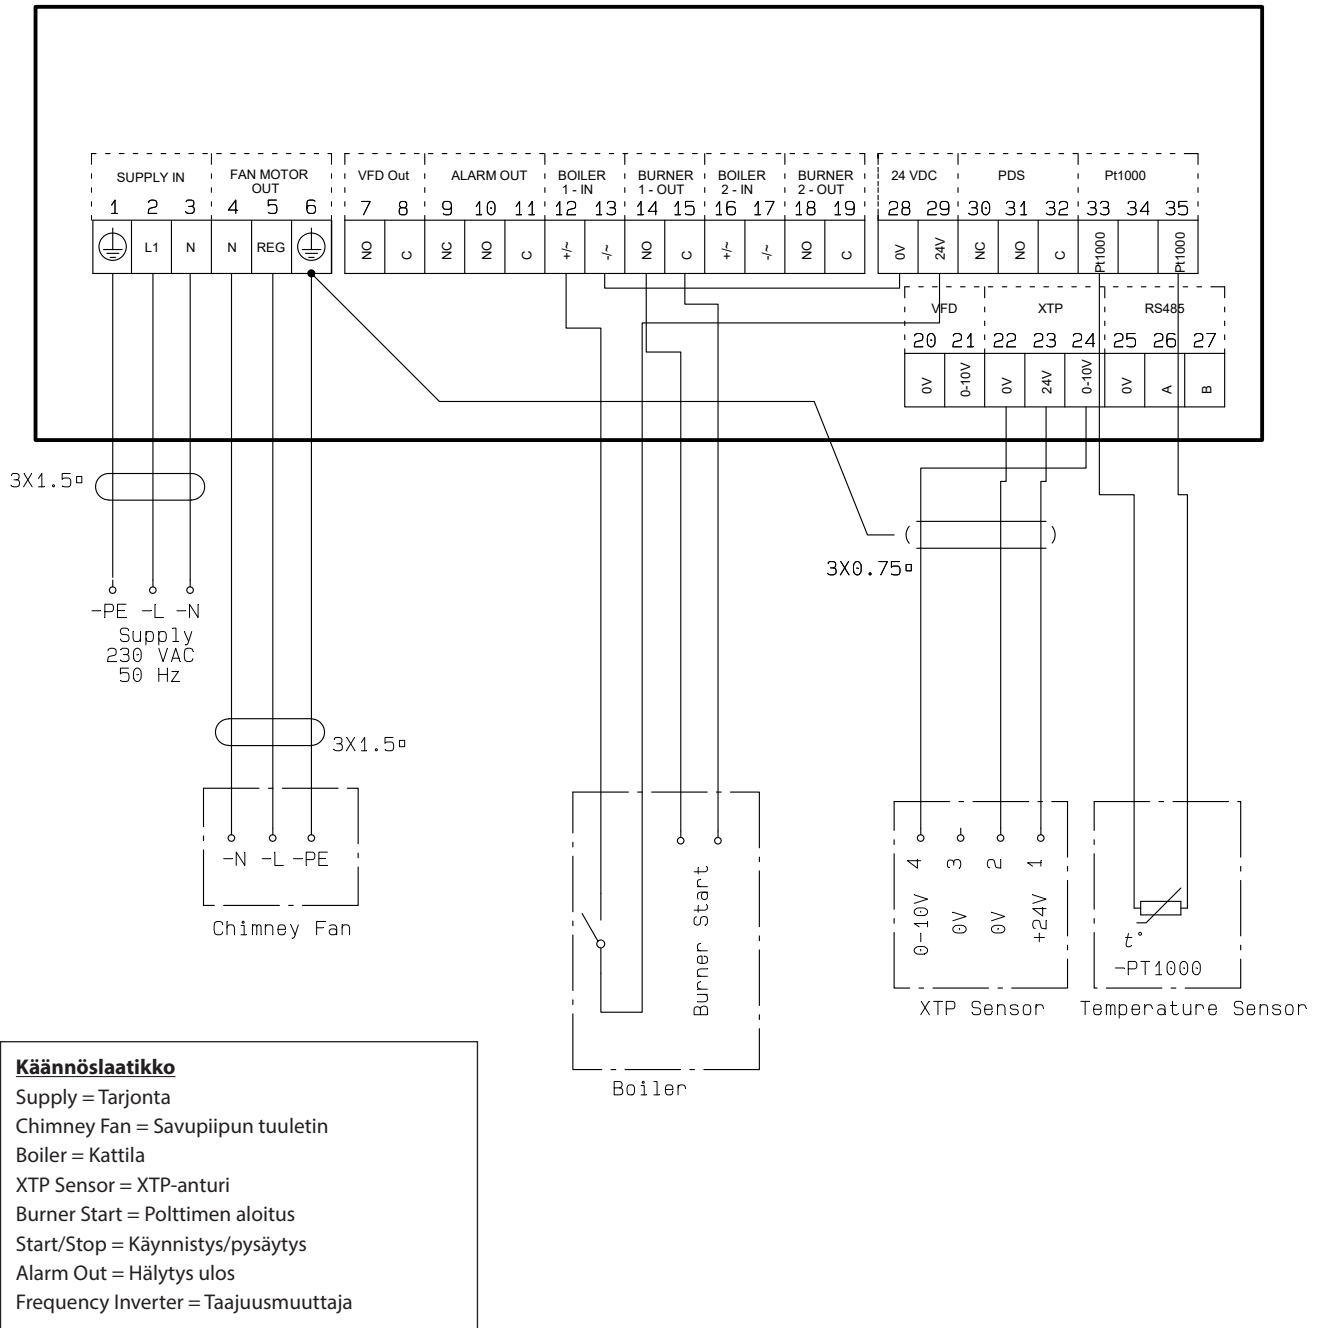 SUPPLY IN FAN MOTOR OUT VFD Out ALARM OUT BOILER 1 - IN BURNER 1 - OUT BOILER 2 - IN BURNER 2 - OUT 24 VDC PDS Pt1000
1 2 3 4 5 6 7 8 9 10 11 12 13 14 15 16 17 18 19 28 29 30 31 32 33 34 35
L1 N N REG NO C NC NO C +/~ -/~ NO C +/~ -/~ NO C 0V 24V NC NO C Pt1000 Pt1000
VFD XTP RS485
20 21 22 23 24 25 26 27
0V 0-10V 0V 24V 0-10V 0V A B
3X1.5▫
3X0.75▫
-PE -L -N
Supply
230 VAC
50 Hz
3X1.5▫
-N -L -PE
Chimney Fan
Burner Start
Boiler
4 3 2 1
0-10V 0V 0V +24V
XTP Sensor
t°
-PT1000
Temperature Sensor
Käännöslaatikko
Supply = Tarjonta
Chimney Fan = Savupiipun tuuletin
Boiler = Kattila
XTP Sensor = XTP-anturi
Burner Start = Polttimen aloitus
Start/Stop = Käynnistys/pysäytys
Alarm Out = Hälytys ulos
Frequency Inverter = Taajuusmuuttaja